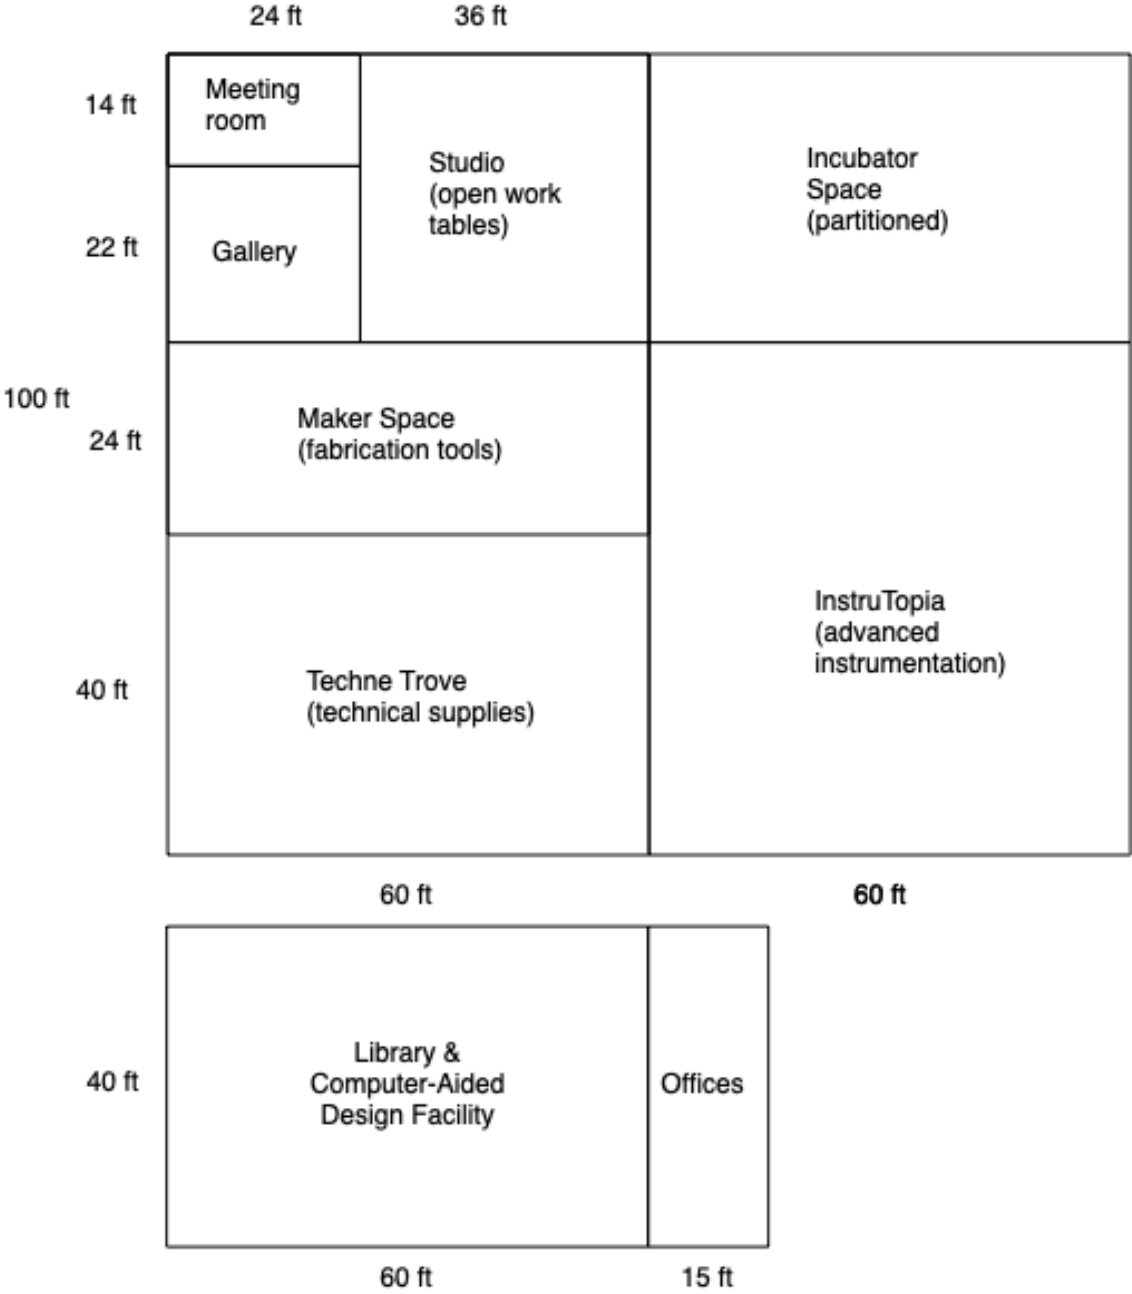 24 ft
36 ft
14 ft
Meeting
room
Studio
(open work
tables)
Incubator
Space
(partitioned)
22 ft
Gallery
100 ft
24 ft
Maker Space
(fabrication tools)
InstruTopia
(advanced
instrumentation)
40 ft
Techne Trove
(technical supplies)
60 ft
60 ft
40 ft
Library &
Computer-Aided
Design Facility
Offices
60 ft
15 ft